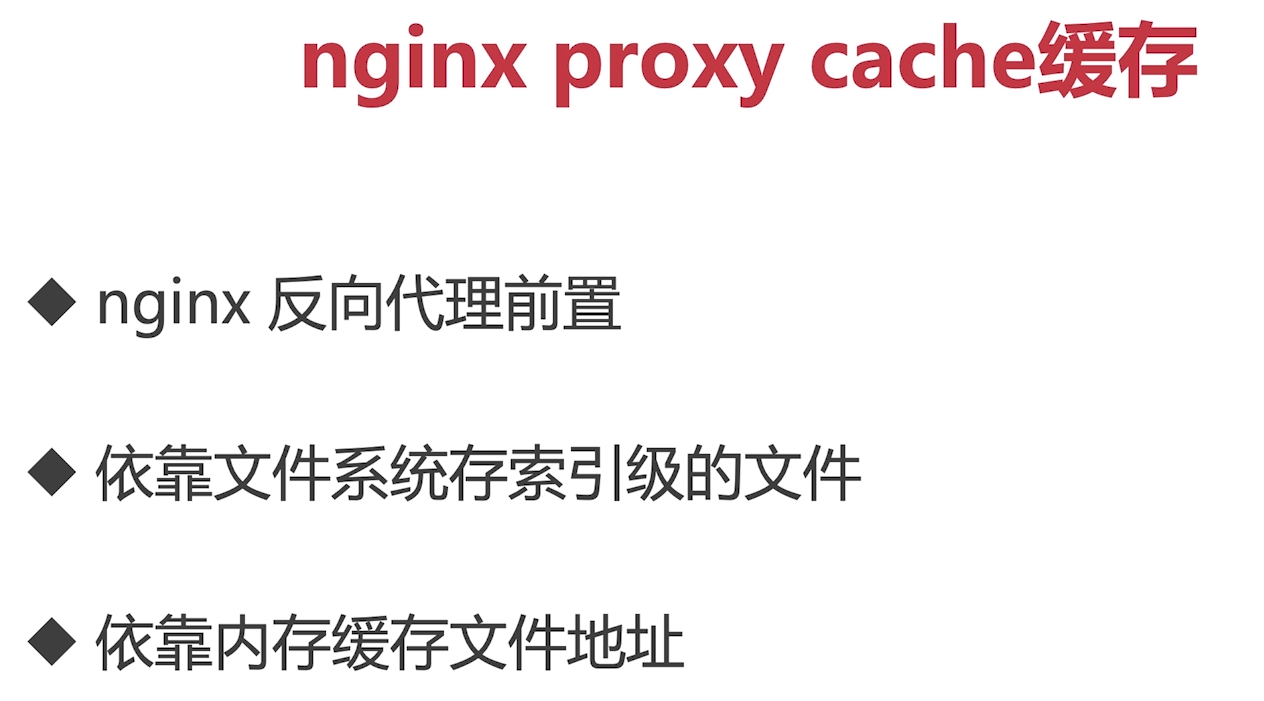 nginx proxy cache缓存
◆ nginx 反向代理前置
◆ 依靠文件系统存索引级的文件
◆ 依靠内存缓存文件地址